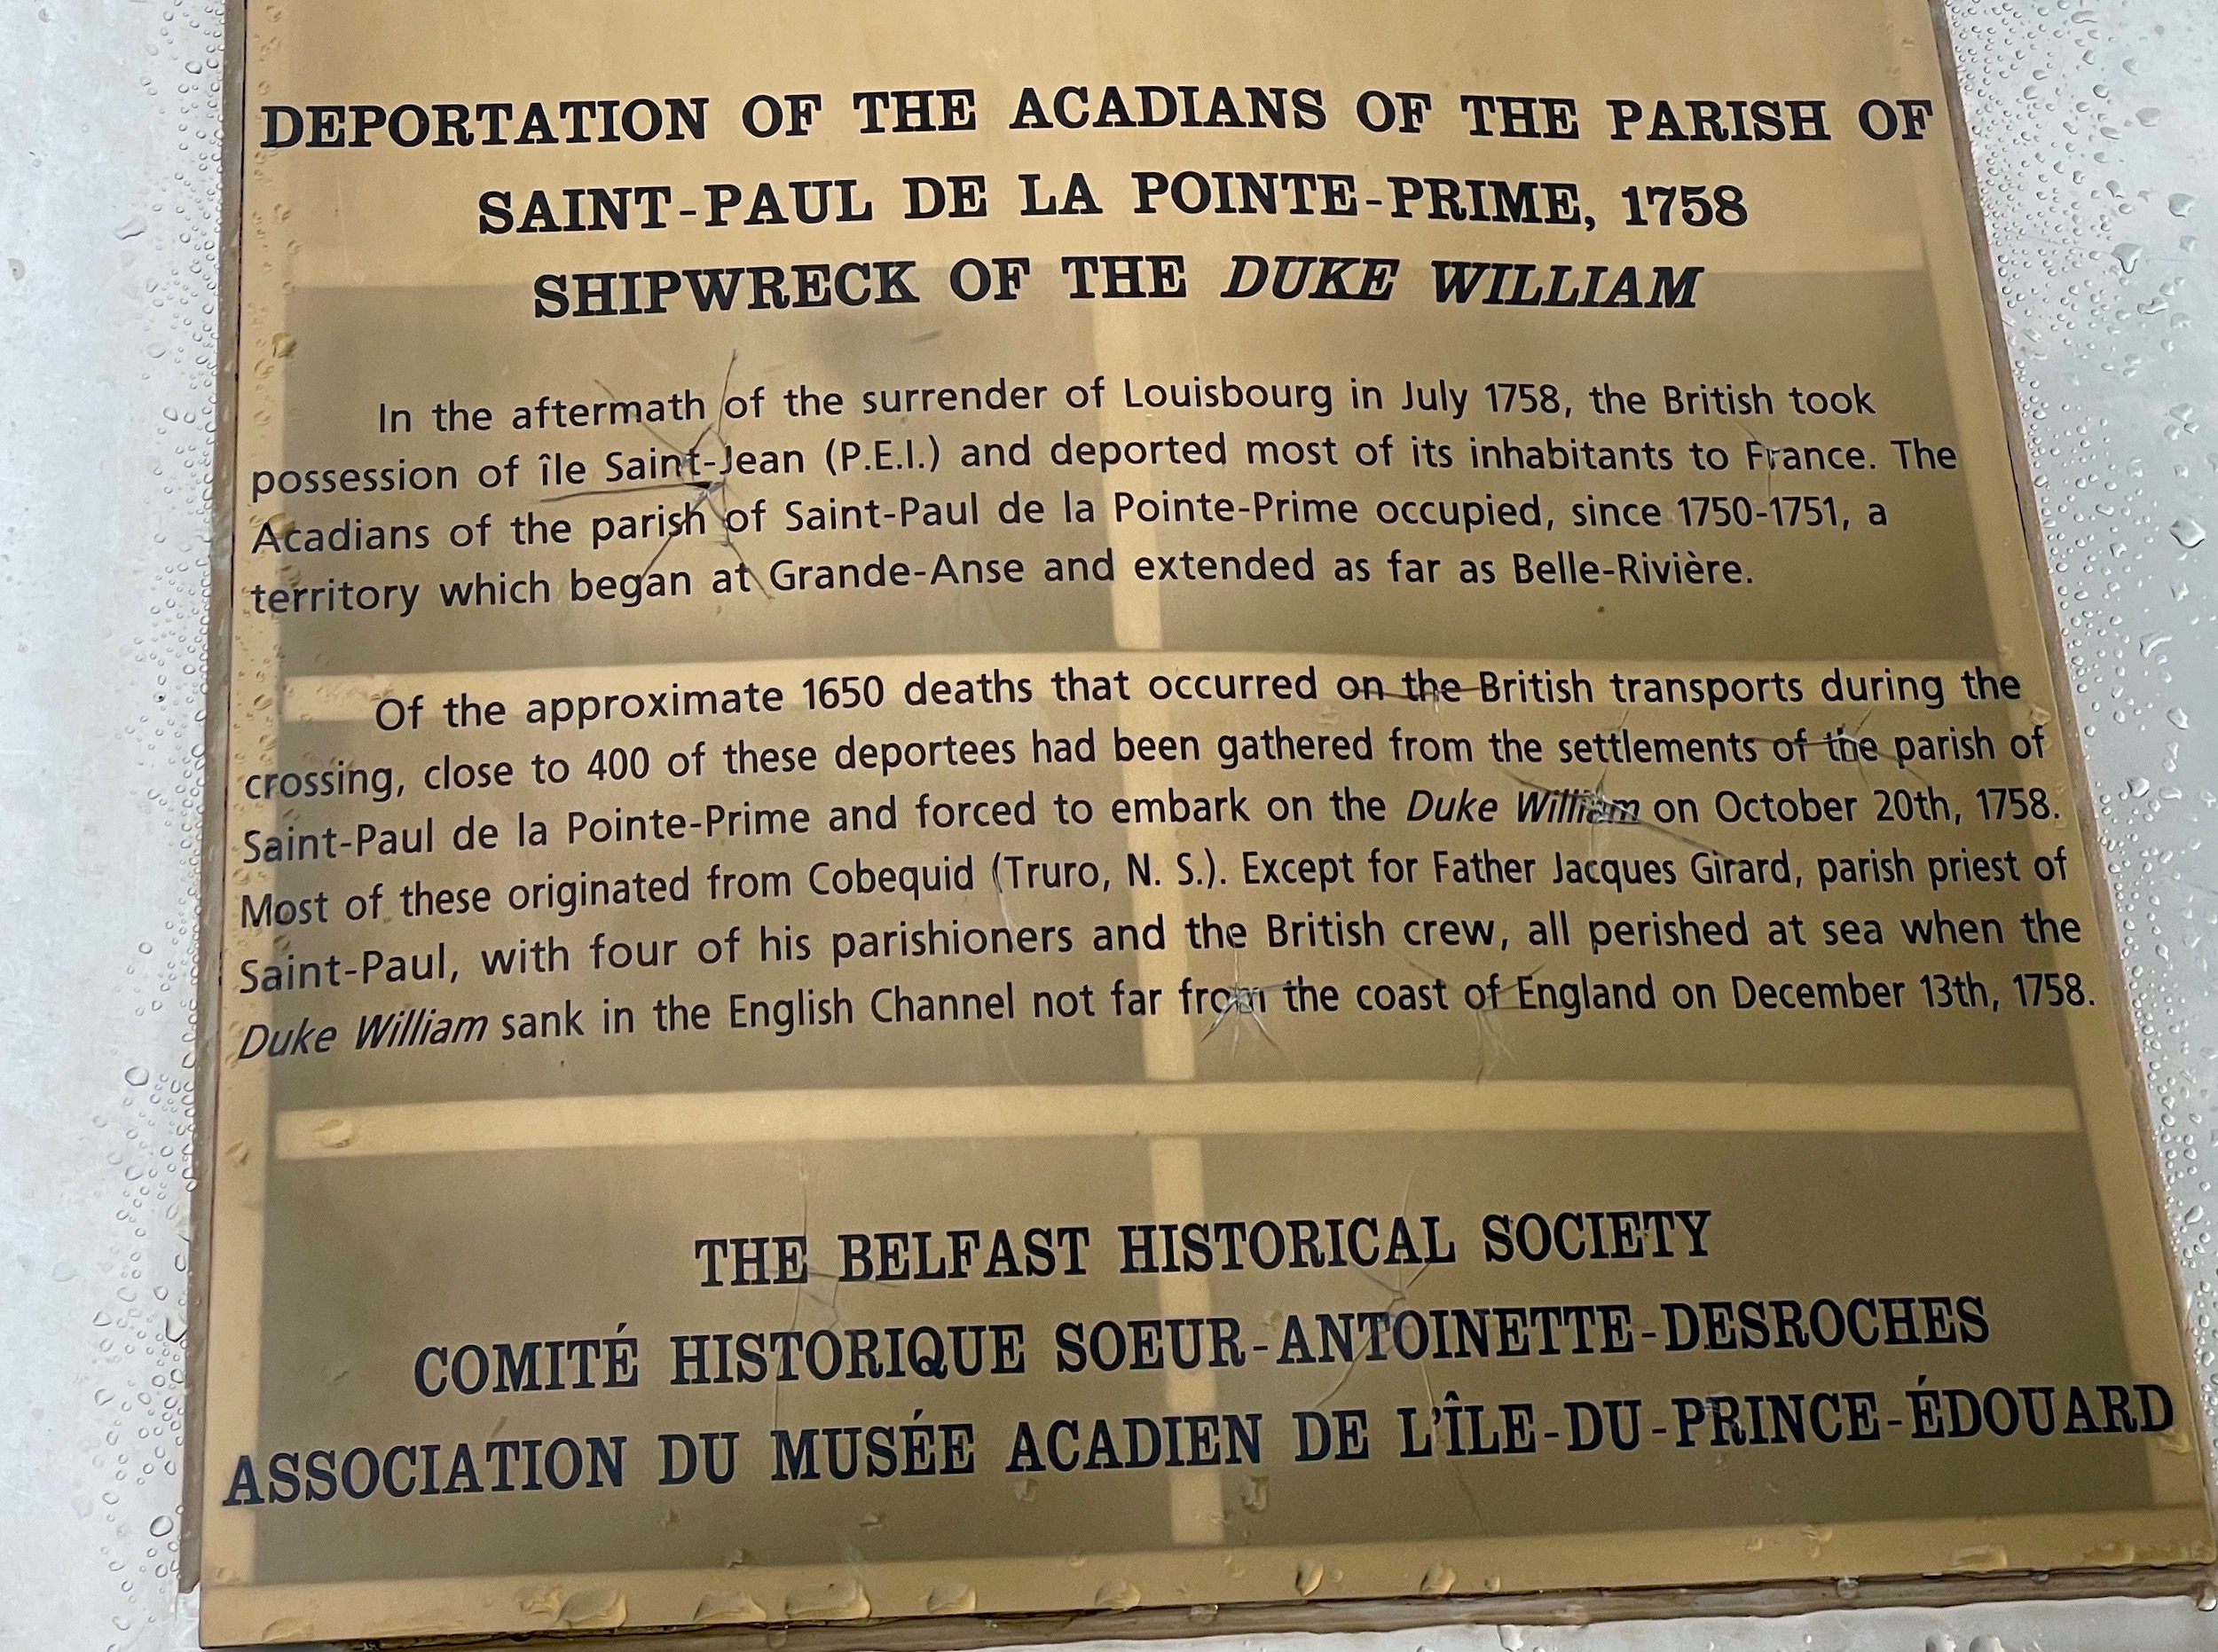 DEPORTATION OF THE ACADIANS OF THE PARISH OF
SAINT-PAUL DE LA POINTE-PRIME, 1758
SHIPWRECK OF THE DUKE WILLIAM
In the aftermath of the surrender of Louisbourg in July 1758, the British took
possession of île Saint-Jean (P.E.I.) and deported most of its inhabitants to France. The
Acadians of the parish of Saint-Paul de la Pointe-Prime occupied, since 1750-1751, a
territory which began at Grande-Anse and extended as far as Belle-Rivière.
Of the approximate 1650 deaths that occurred on the British transports during the
crossing, close to 400 of these deportees had been gathered from the settlements of the parish of
Saint-Paul de la Pointe-Prime and forced to embark on the Duke William on October 20th, 1758.
Most of these originated from Cobequid (Truro, N. S.). Except for Father Jacques Girard, parish priest of
Saint-Paul, with four of his parishioners and the British crew, all perished at sea when the
Duke William sank in the English Channel not far from the coast of England on December 13th, 1758.
THE BELFAST HISTORICAL SOCIETY
COMITÉ HISTORIQUE SOEUR-ANTOINETTE-DESROCHES
ASSOCIATION DU MUSÉE ACADIEN DE L'ÎLE-DU-PRINCE-ÉDOUARD